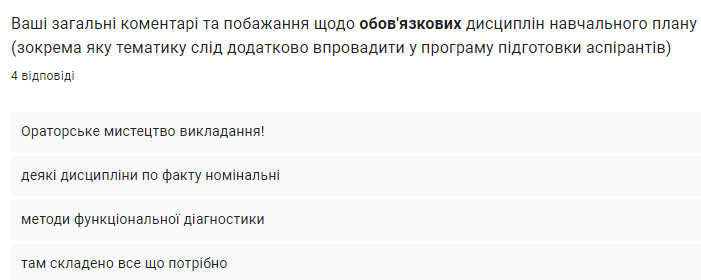 Ваші загальні коментарі та побажання щодо обов'язкових дисциплін навчального плану
(зокрема яку тематику слід додатково впровадити у програму підготовки аспірантів)
4 відповіді
Ораторське мистецтво викладання!
деякі дисципліни по факту номінальні
методи функціональної діагностики
там складено все що потрібно